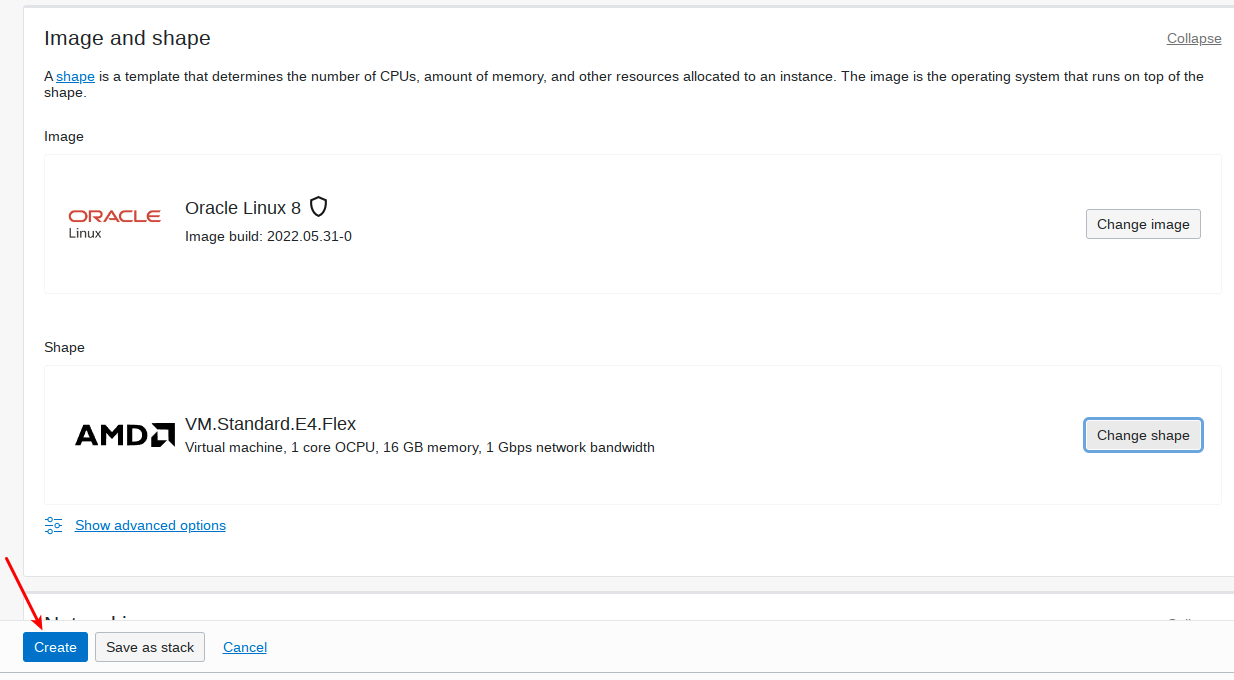 Image and shape
Collapse
A shape is a template that determines the number of CPUs, amount of memory, and other resources allocated to an instance. The image is the operating system that runs on top of the
shape.
Image
ORACLE
Linux
Oracle Linux 8
Image build: 2022.05.31-0
Change image
Shape
AMD
VM.Standard.E4.Flex
Virtual machine, 1 core OCPU, 16 GB memory, 1 Gbps network bandwidth
Change shape
Show advanced options
Create
Save as stack
Cancel